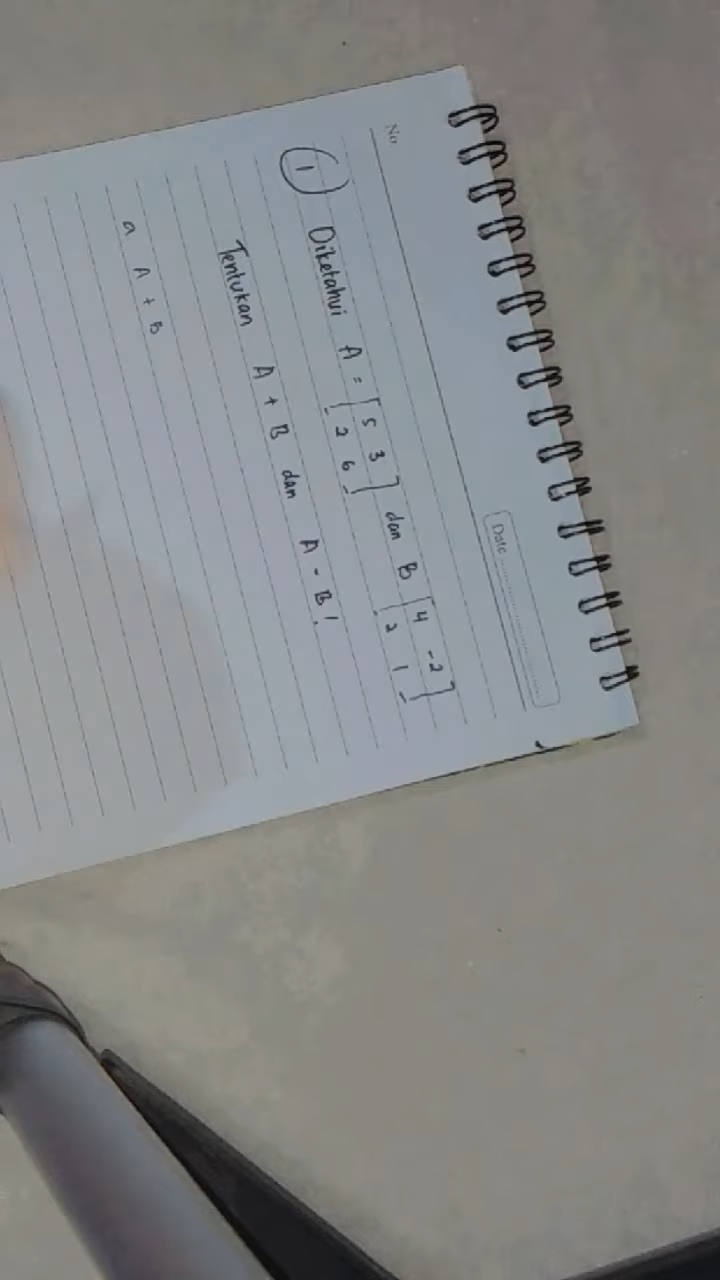 No
Date
1 Diketahui A = [5 3 dan B [4 -2
2 6] 2 1]
Tentukan A + B dan A - B!
a A + B